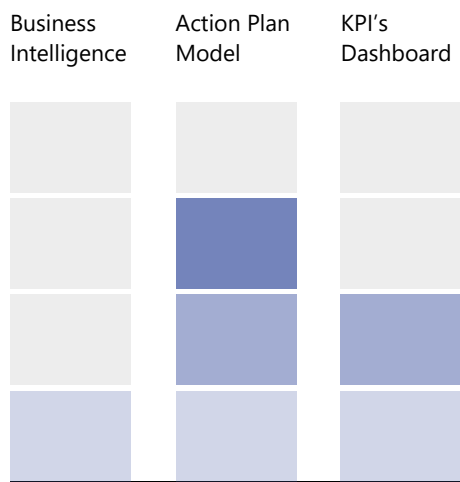 Business
Intelligence
Action Plan
Model
KPI’s
Dashboard